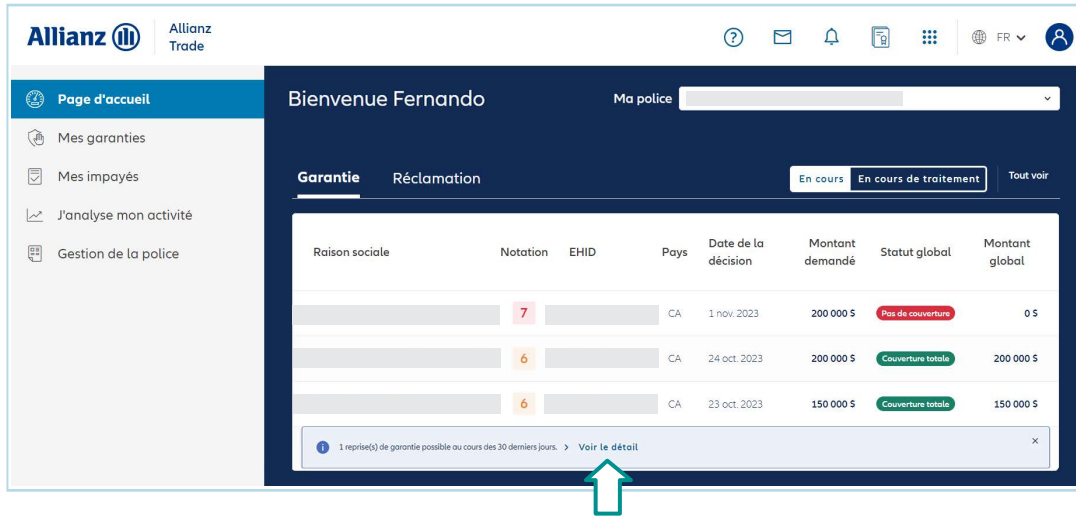 Allianz
Allianz
Trade
FR
Page d'accueil
Mes garanties
Mes impayés
J'analyse mon activité
Gestion de la police
Bienvenue Fernando
Ma police
Garantie
Réclamation
En cours
En cours de traitement
Tout voir
Raison sociale
Notation
EHID
Pays
Date de la
décision
Montant
demandé
Statut global
Montant
global
7 CA 1 nov. 2023 200 000 $ Pas de couverture 0 $
6 CA 24 oct. 2023 200 000 $ Couverture totale 200 000 $
6 CA 23 oct. 2023 150 000 $ Couverture totale 150 000 $
1 reprise(s) de garantie possible au cours des 30 derniers jours. > Voir le détail